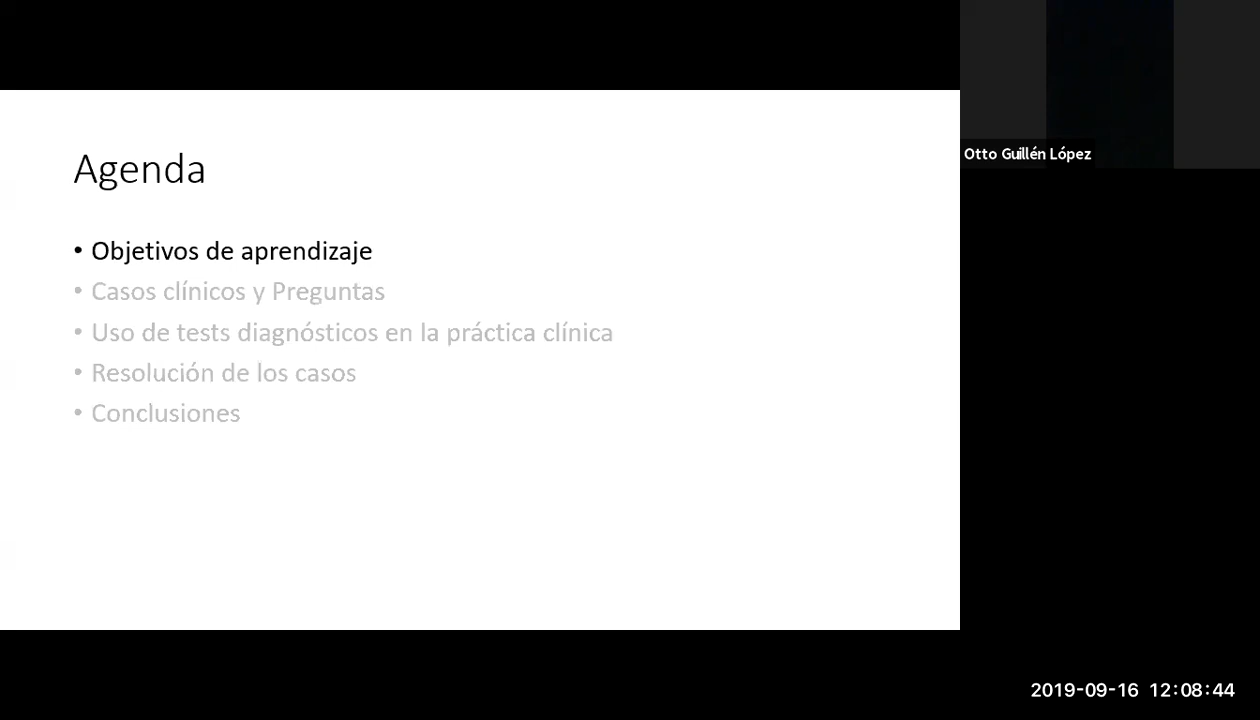 Agenda
• Objetivos de aprendizaje
• Casos clínicos y Preguntas
• Uso de tests diagnósticos en la práctica clínica
• Resolución de los casos
• Conclusiones
Otto Guillén López
2019-09-16 12:08:44